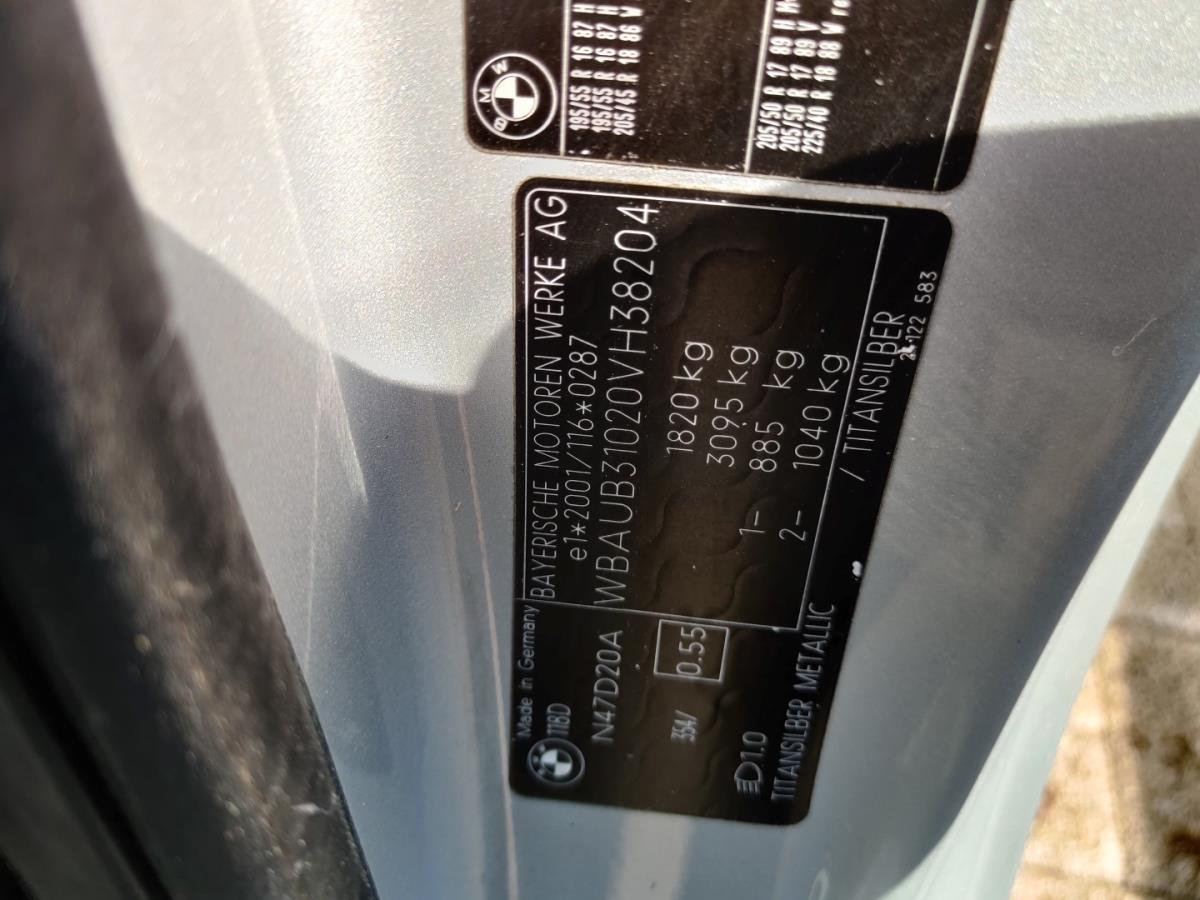 BMW
195/55 R 16 87 H
195/55 R 16 87 H
205/45 R 18 86 W
205/50 R 17 89 H
205/50 R 17 89 V
225/40 R 18 88 W
Made in Germany
118D
BAYERISCHE MOTOREN WERKE AG
e1*2001/116*0287
N47D20A
WBAUB31020VH38204
354/
0.55
1820 kg
3095 kg
1- 885 kg
2- 1040 kg
1.0
TITANSILBER METALLIC / TITANSILBER
122 583